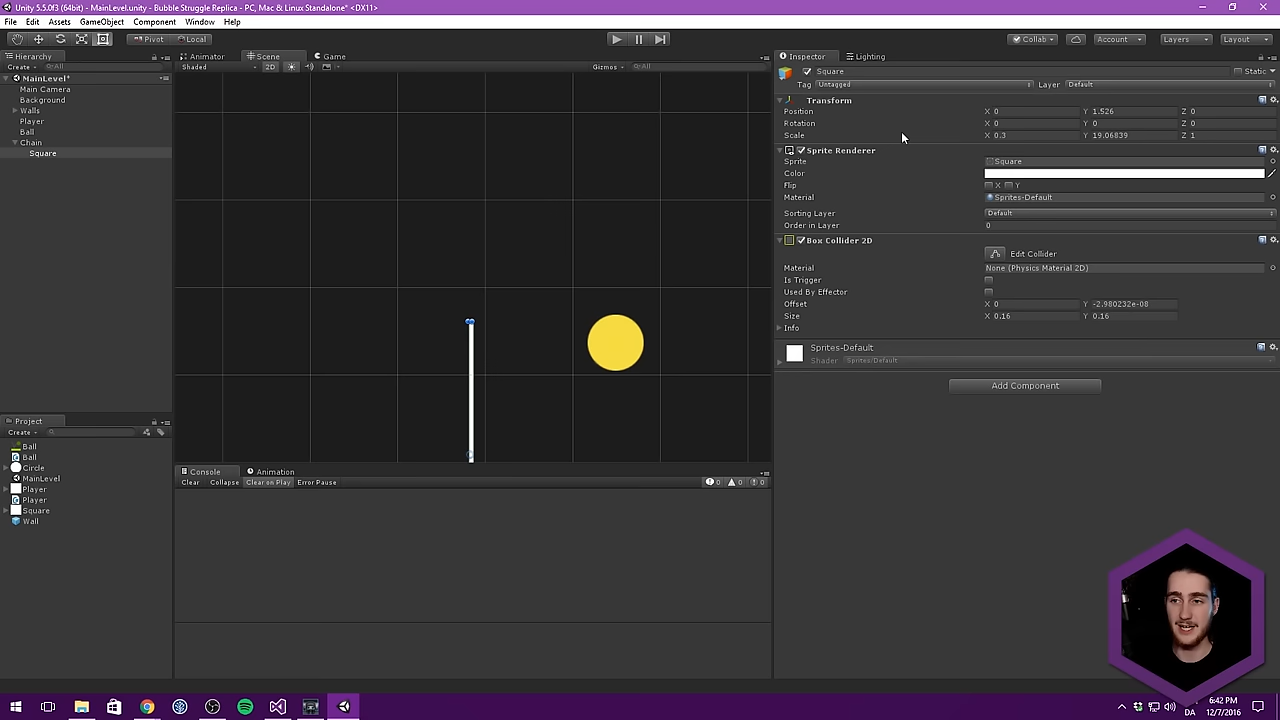 Unity 5.5.0f3 (64bit) - MainLevel.unity - Bubble Struggle Replica - PC, Mac & Linux Standalone* <DX11>
File Edit Assets GameObject Component Window Help
Pivot Local Collab Account Layers Layout
Hierarchy
Create All
MainLevel*
Main Camera
Background
Walls
Player
Ball
Chain
Square
Project
Create
Ball
Ball
Circle
MainLevel
Player
Player
Square
Wall
Animator Scene Game
Shaded 2D Gizmos All
Console Animation
Clear Collapse Clear on Play Error Pause 0 0 0
Inspector Lighting
Square Static
Tag Untagged Layer Default
Transform
Position X 0 Y 1.526 Z 0
Rotation X 0 Y 0 Z 0
Scale X 0.3 Y 19.06839 Z 1
Sprite Renderer
Sprite Square
Color
Flip X Y
Material Sprites-Default
Sorting Layer Default
Order in Layer 0
Box Collider 2D
Edit Collider
Material None (Physics Material 2D)
Is Trigger
Used By Effector
Offset X 0 Y -2.980232e-08
Size X 0.16 Y 0.16
Info
Sprites-Default
Shader Sprites/Default
Add Component
6:42 PM
DA
12/7/2016